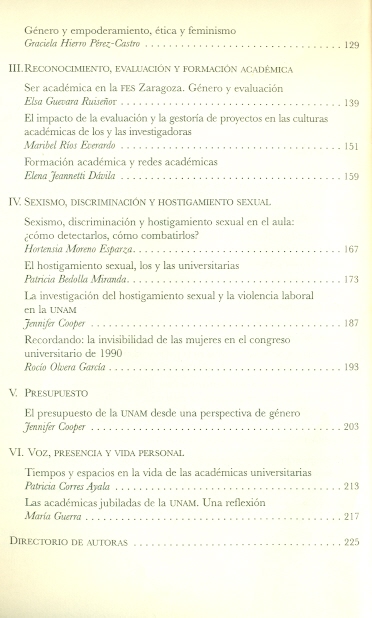 Género y empoderamiento, ética y feminismo
Graciela Hierro Pérez-Castro . . . . . . . . . . . . . . . . . . . . . . . . . . . . . . . . 129
III. RECONOCIMIENTO, EVALUACIÓN Y FORMACIÓN ACADÉMICA
Ser académica en la FES Zaragoza. Género y evaluación
Elsa Guevara Ruiseñor . . . . . . . . . . . . . . . . . . . . . . . . . . . . . . . . . . . . 139
El impacto de la evaluación y la gestoría de proyectos en las culturas
académicas de los y las investigadoras
Maribel Ríos Everardo . . . . . . . . . . . . . . . . . . . . . . . . . . . . . . . . . . . . 151
Formación académica y redes académicas
Elena Jeannetti Dávila . . . . . . . . . . . . . . . . . . . . . . . . . . . . . . . . . . . . 159
IV. SEXISMO, DISCRIMINACIÓN Y HOSTIGAMIENTO SEXUAL
Sexismo, discriminación y hostigamiento sexual en el aula:
¿cómo detectarlos, cómo combatirlos?
Hortensia Moreno Esparza. . . . . . . . . . . . . . . . . . . . . . . . . . . . . . . . . . 167
El hostigamiento sexual, los y las universitarias
Patricia Bedolla Miranda. . . . . . . . . . . . . . . . . . . . . . . . . . . . . . . . . . . 173
La investigación del hostigamiento sexual y la violencia laboral
en la UNAM
Jennifer Cooper . . . . . . . . . . . . . . . . . . . . . . . . . . . . . . . . . . . . . . . . . 187
Recordando: la invisibilidad de las mujeres en el congreso
universitario de 1990
Rocío Olvera García . . . . . . . . . . . . . . . . . . . . . . . . . . . . . . . . . . . . . . 193
V. PRESUPUESTO
El presupuesto de la UNAM desde una perspectiva de género
Jennifer Cooper . . . . . . . . . . . . . . . . . . . . . . . . . . . . . . . . . . . . . . . . . 203
VI. VOZ, PRESENCIA Y VIDA PERSONAL
Tiempos y espacios en la vida de las académicas universitarias
Patricia Corres Ayala . . . . . . . . . . . . . . . . . . . . . . . . . . . . . . . . . . . . . 213
Las académicas jubiladas de la UNAM. Una reflexión
María Guerra . . . . . . . . . . . . . . . . . . . . . . . . . . . . . . . . . . . . . . . . . . 217
DIRECTORIO DE AUTORAS . . . . . . . . . . . . . . . . . . . . . . . . . . . . . . . . . . 225